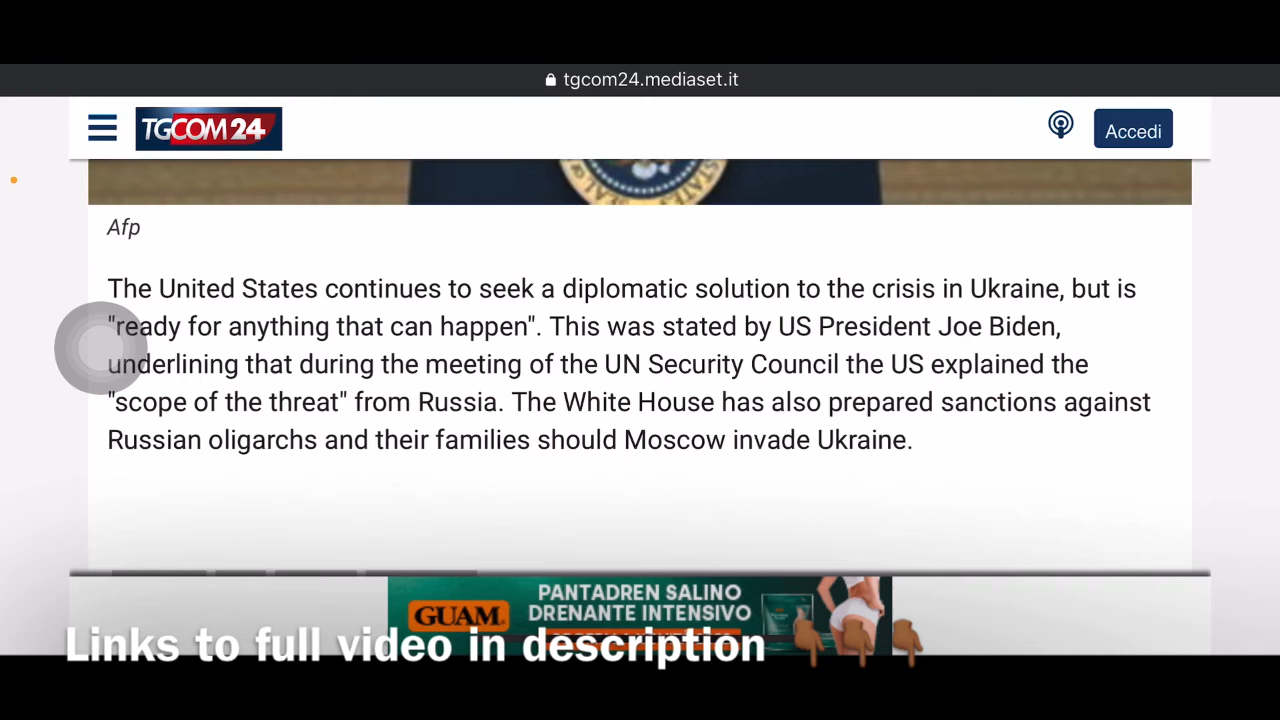 tgcom24.mediaset.it
TGCOM24
Accedi
Afp
The United States continues to seek a diplomatic solution to the crisis in Ukraine, but is
"ready for anything that can happen". This was stated by US President Joe Biden,
underlining that during the meeting of the UN Security Council the US explained the
"scope of the threat" from Russia. The White House has also prepared sanctions against
Russian oligarchs and their families should Moscow invade Ukraine.
PANTADREN SALINO
DRENANTE INTENSIVO
GUAM
Links to full video in description